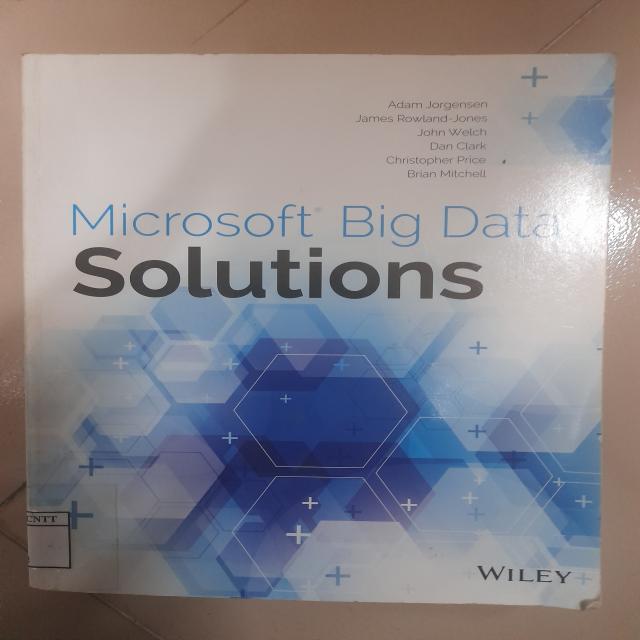 Adam Jorgensen
James Rowland-Jones
John Welch
Dan Clark
Christopher Price
Brian Mitchell
Microsoft® Big Data
Solutions
CNTT
WILEY